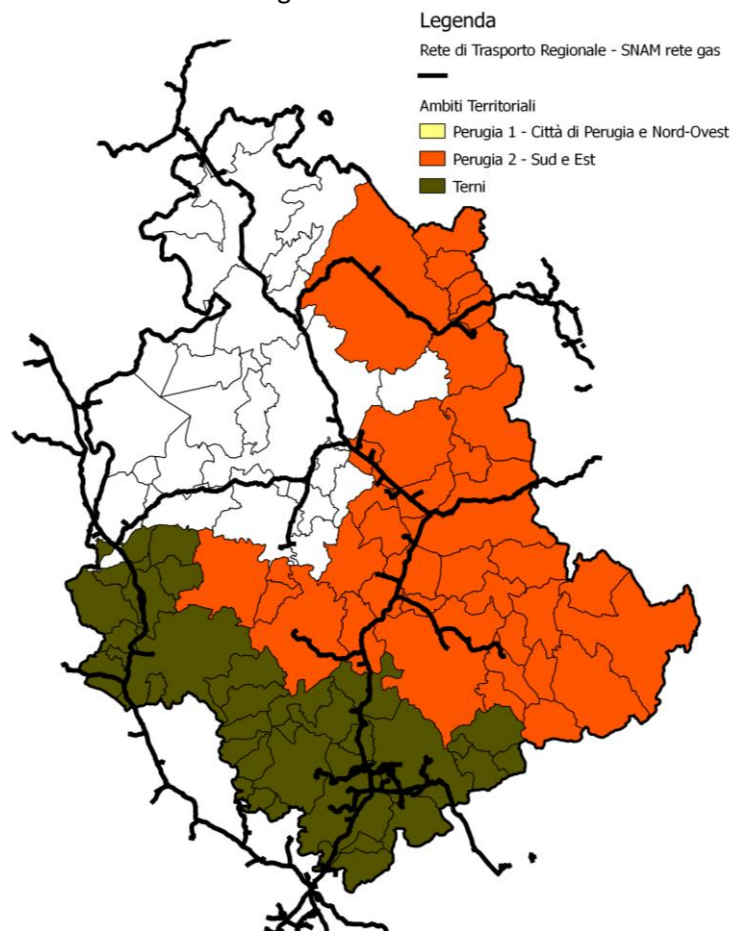 Legenda
Rete di Trasporto Regionale - SNAM rete gas
Ambiti Territoriali
Perugia 1 - Città di Perugia e Nord-Ovest
Perugia 2 - Sud e Est
Terni